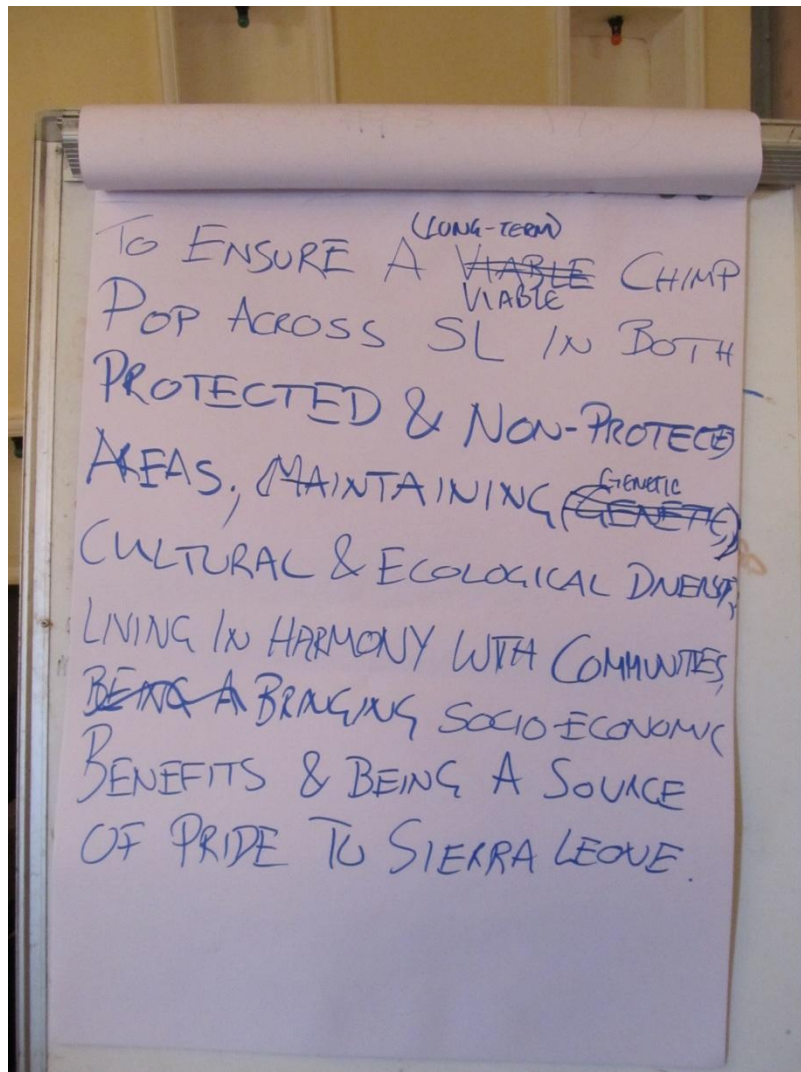 (LONG-TERM)
TO ENSURE A VIABLE CHIMP
VIABLE
POP ACROSS SL IN BOTH
PROTECTED & NON-PROTECED
AREAS, MAINTAINING (GENETIC,)
GENETIC
CULTURAL & ECOLOGICAL DIVERSITY,
LIVING IN HARMONY WITH COMMUNITIES,
BEING A BRINGING SOCIO-ECONOMIC
BENEFITS & BEING A SOURCE
OF PRIDE TO SIERRA LEONE.